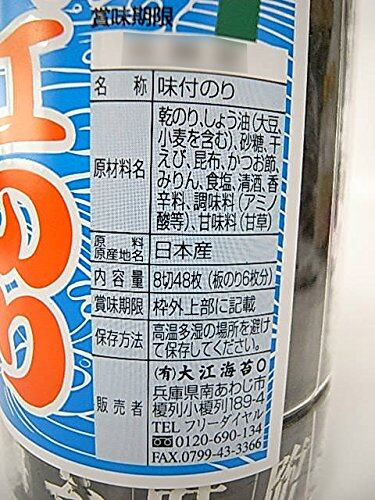 賞味期限
名称 味付のり
原材料名 乾のり、しょう油(大豆、
小麦を含む)、砂糖、干
えび、昆布、かつお節、
みりん、食塩、清酒、香
辛料、調味料(アミノ
酸等)、甘味料(甘草)
原料原産地名 日本産
内容量 8切48枚(板のり6枚分)
賞味期限 枠外上部に記載
保存方法 高温多湿の場所を避け
て保存してください。
販売者 (有)大江海苔○
兵庫県南あわじ市
榎列小榎列189-4
TEL フリーダイヤル
0120-690-134
FAX.0799-43-3366
江のり